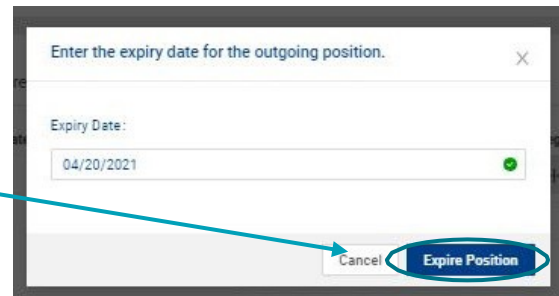 Enter the expiry date for the outgoing position.
Expiry Date:
04/20/2021
Cancel
Expire Position